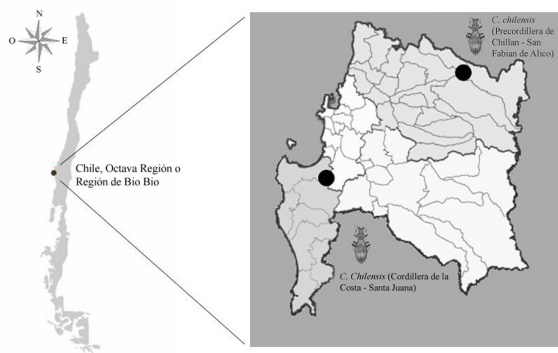 N
O E
S
Chile, Octava Región o
Región de Bio Bio
C. chilensis
(Precordillera de
Chillan - San
Fabian de Alico)
C. Chilensis (Cordillera de la
Costa - Santa Juana)